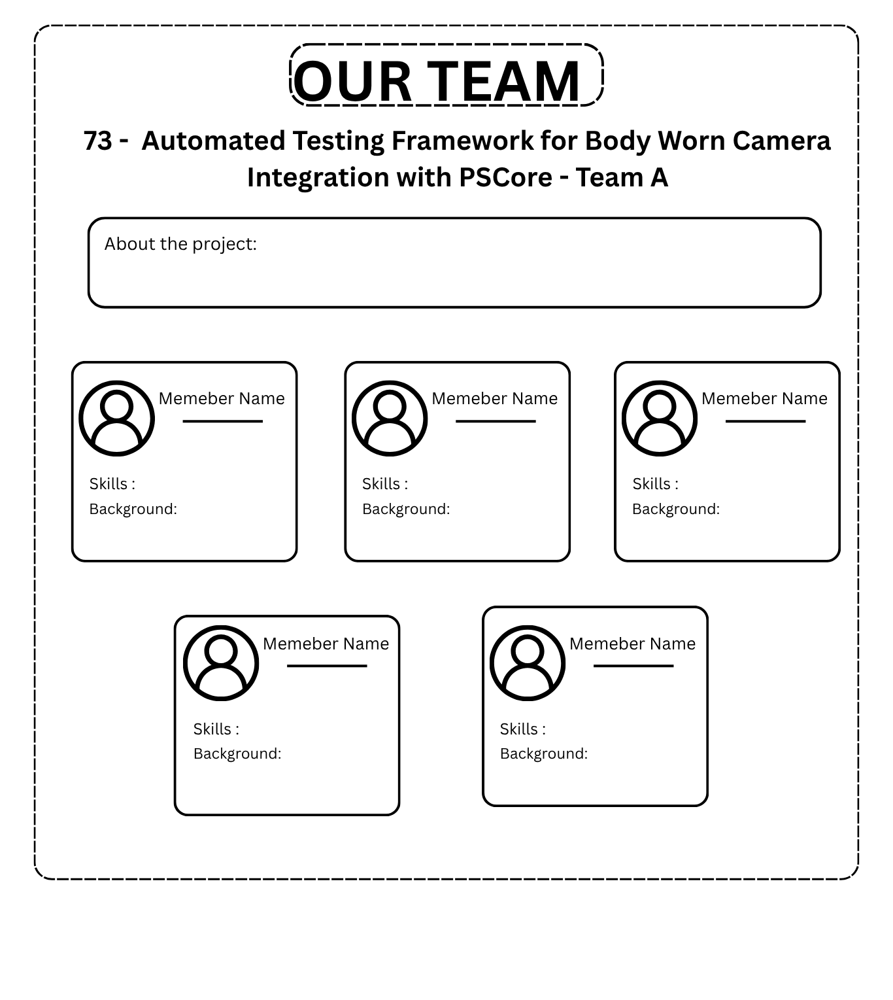 OUR TEAM
73 - Automated Testing Framework for Body Worn Camera
Integration with PSCore - Team A
About the project:
Memeber Name
Skills :
Background:
Memeber Name
Skills :
Background:
Memeber Name
Skills :
Background:
Memeber Name
Skills :
Background:
Memeber Name
Skills :
Background: